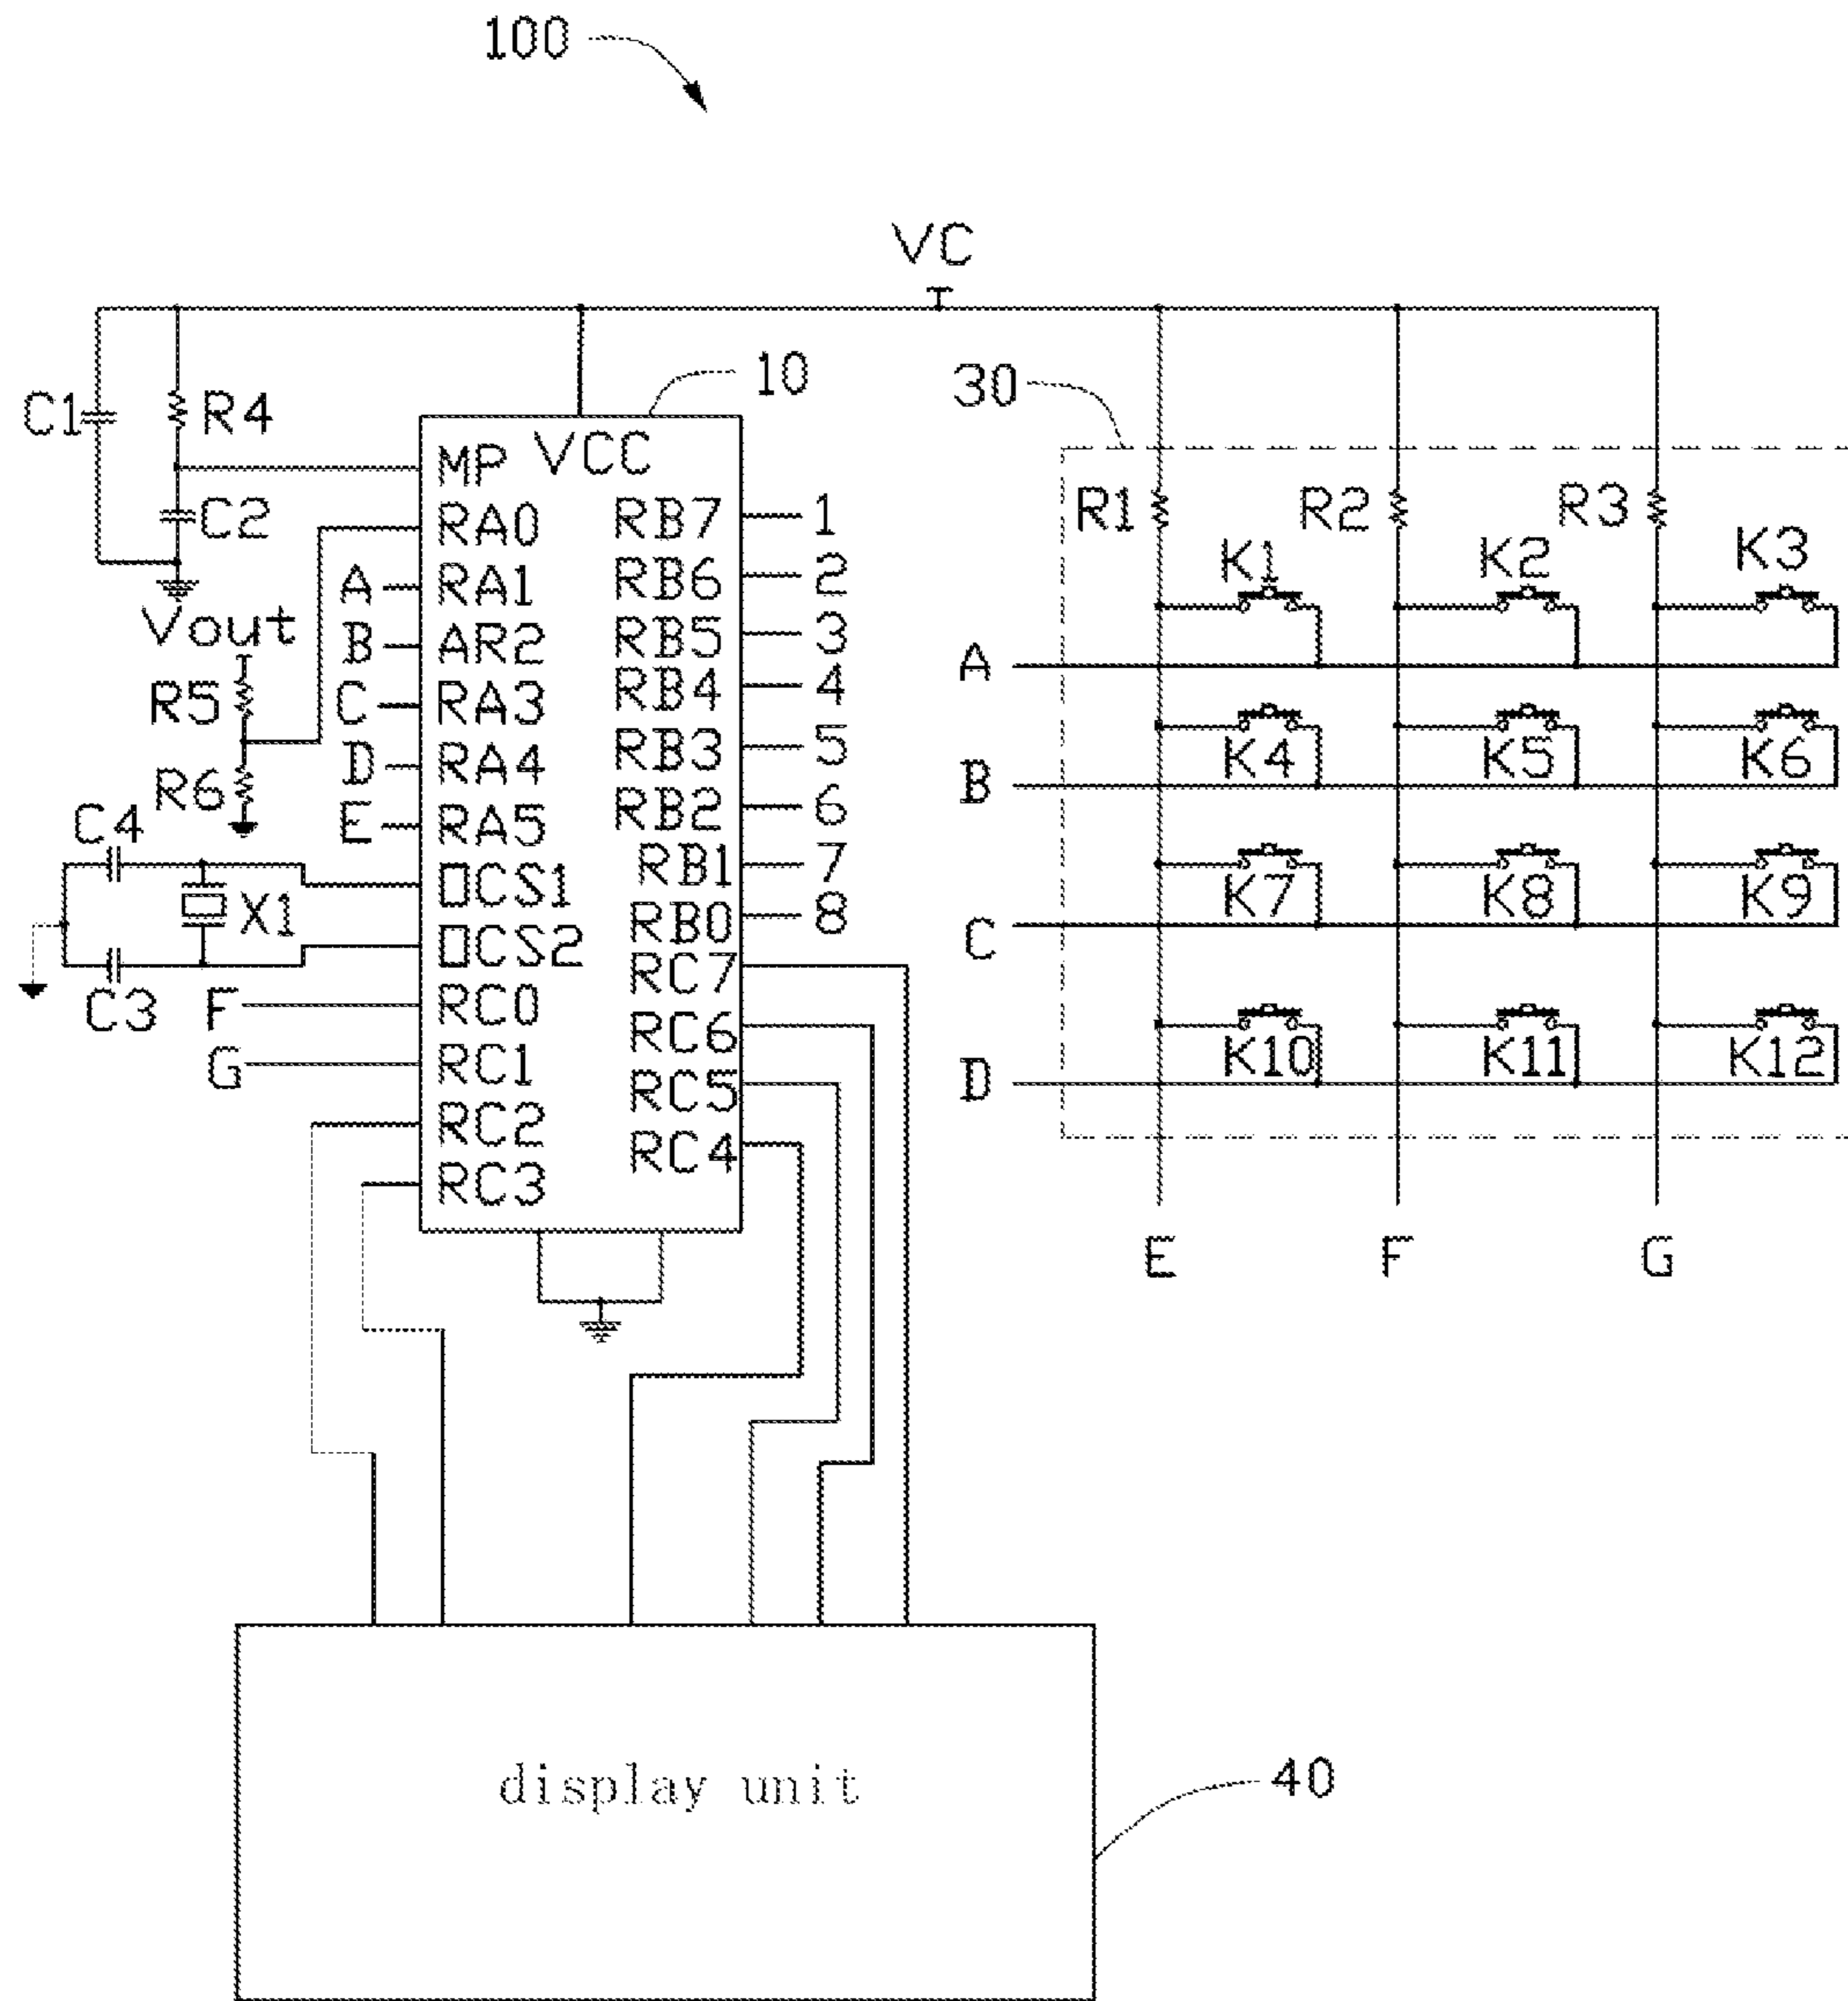 100
VC
10
30
C1
R4
C2
MP VCC
RA0
RA1
AR2
RA3
RA4
RA5
OCS1
OCS2
RC0
RC1
RC2
RC3
RB7
RB6
RB5
RB4
RB3
RB2
RB1
RB0
RC7
RC6
RC5
RC4
1
2
3
4
5
6
7
8
A
B
C
D
E
Vout
R5
R6
C4
X1
C3
F
G
R1
R2
R3
K1
K2
K3
A
K4
K5
K6
B
K7
K8
K9
C
K10
K11
K12
D
E
F
G
display unit
40